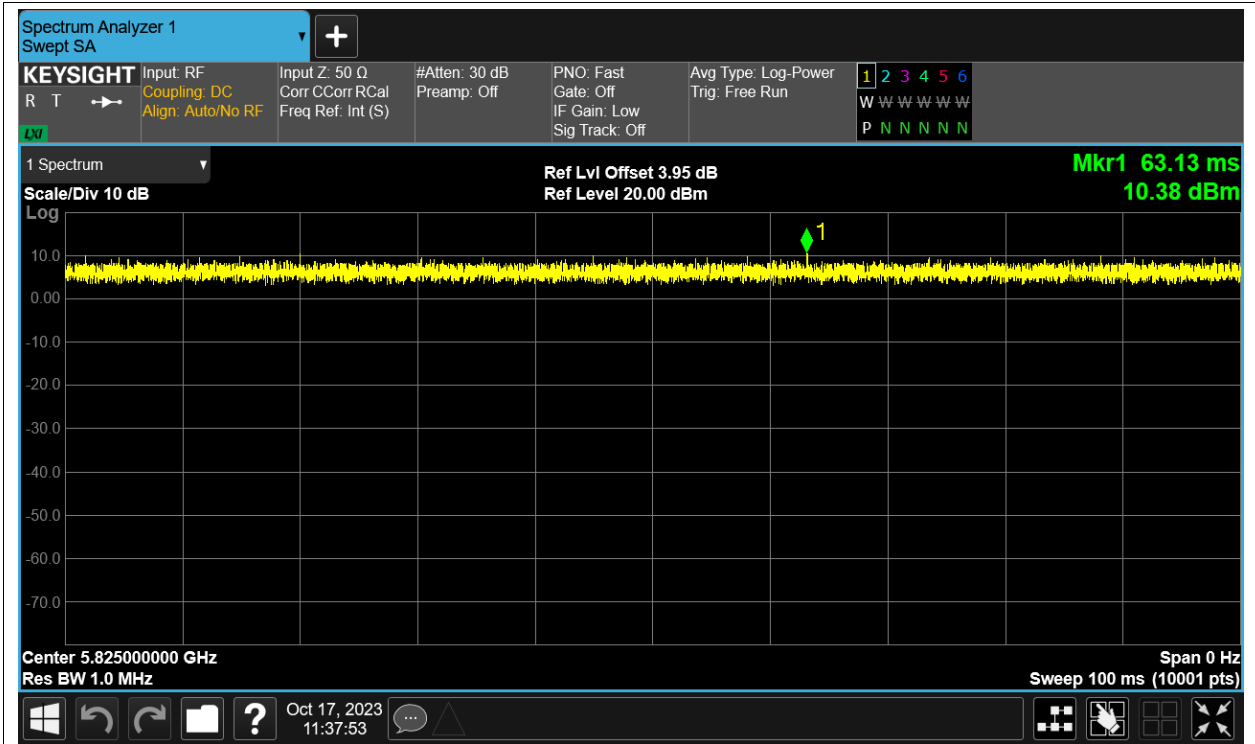 Spectrum Analyzer 1
Swept SA
KEYSIGHT
R T
LXI
Input: RF
Coupling: DC
Align: Auto/No RF
Input Z: 50 Ω
Corr CCorr RCal
Freq Ref: Int (S)
#Atten: 30 dB
Preamp: Off
PNO: Fast
Gate: Off
IF Gain: Low
Sig Track: Off
Avg Type: Log-Power
Trig: Free Run
1 2 3 4 5 6
W W W W W W
P N N N N N
1 Spectrum
Scale/Div 10 dB
Log
Ref Lvl Offset 3.95 dB
Ref Level 20.00 dBm
Mkr1 63.13 ms
10.38 dBm
1
10.0
0.00
-10.0
-20.0
-30.0
-40.0
-50.0
-60.0
-70.0
Center 5.825000000 GHz
Res BW 1.0 MHz
Span 0 Hz
Sweep 100 ms (10001 pts)
?
Oct 17, 2023
11:37:53